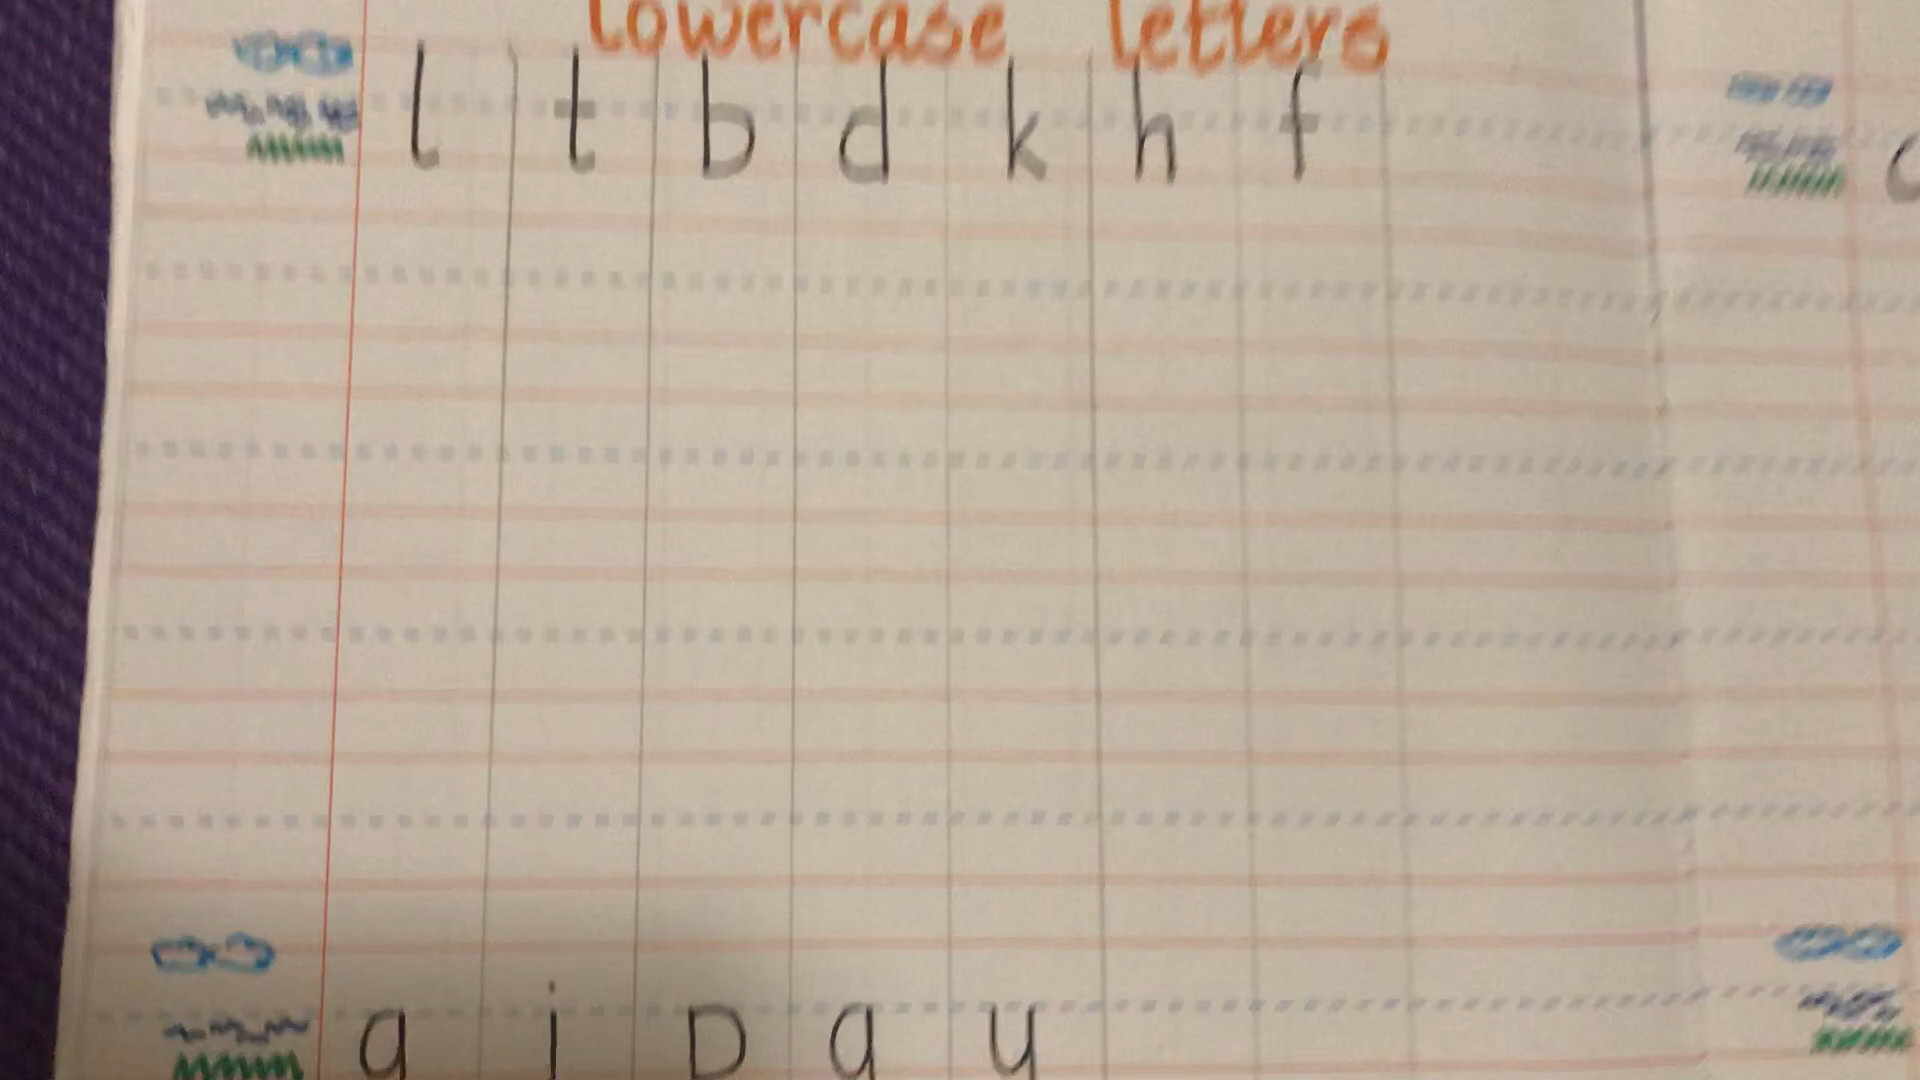 lowercase letters
l t b d k h f
g j p q y